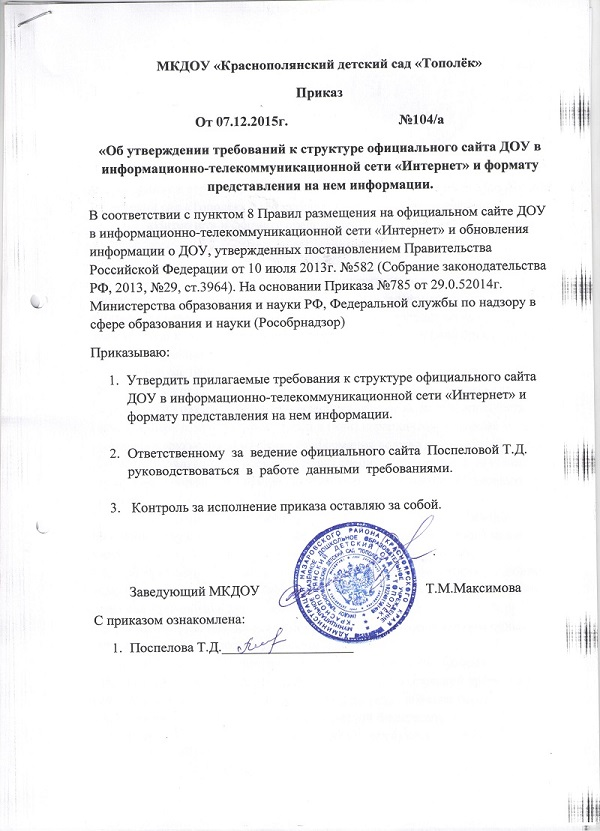 МКДОУ «Краснополянский детский сад «Тополёк»
Приказ
От 07.12.2015г. №104/а
«Об утверждении требований к структуре официального сайта ДОУ в
информационно-телекоммуникационной сети «Интернет» и формату
представления на нем информации.
В соответствии с пунктом 8 Правил размещения на официальном сайте ДОУ
в информационно-телекоммуникационной сети «Интернет» и обновления
информации о ДОУ, утвержденных постановлением Правительства
Российской Федерации от 10 июля 2013г. №582 (Собрание законодательства
РФ, 2013, №29, ст.3964). На основании Приказа №785 от 29.0.52014г.
Министерства образования и науки РФ, Федеральной службы по надзору в
сфере образования и науки (Рособрнадзор)
Приказываю:
1. Утвердить прилагаемые требования к структуре официального сайта
ДОУ в информационно-телекоммуникационной сети «Интернет» и
формату представления на нем информации.
2. Ответственному за ведение официального сайта Поспеловой Т.Д.
руководствоваться в работе данными требованиями.
3. Контроль за исполнение приказа оставляю за собой.
Заведующий МКДОУ Т.М.Максимова
С приказом ознакомлена:
1. Поспелова Т.Д.
АДМИНИСТРАЦИЯ НАЗАРОВСКОГО РАЙОНА КРАСНОЯРСКОГО КРАЯ